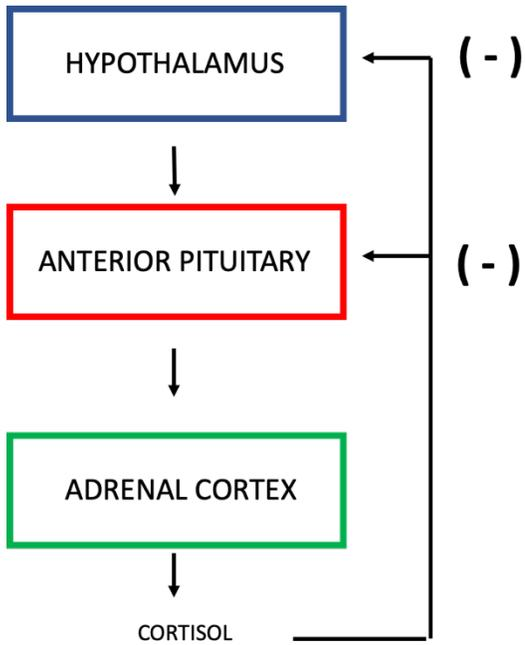 HYPOTHALAMUS
( - )
ANTERIOR PITUITARY
( - )
ADRENAL CORTEX
CORTISOL